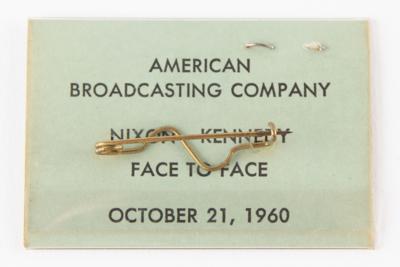 AMERICAN
BROADCASTING COMPANY
NIXON - KENNEDY
FACE TO FACE
OCTOBER 21, 1960